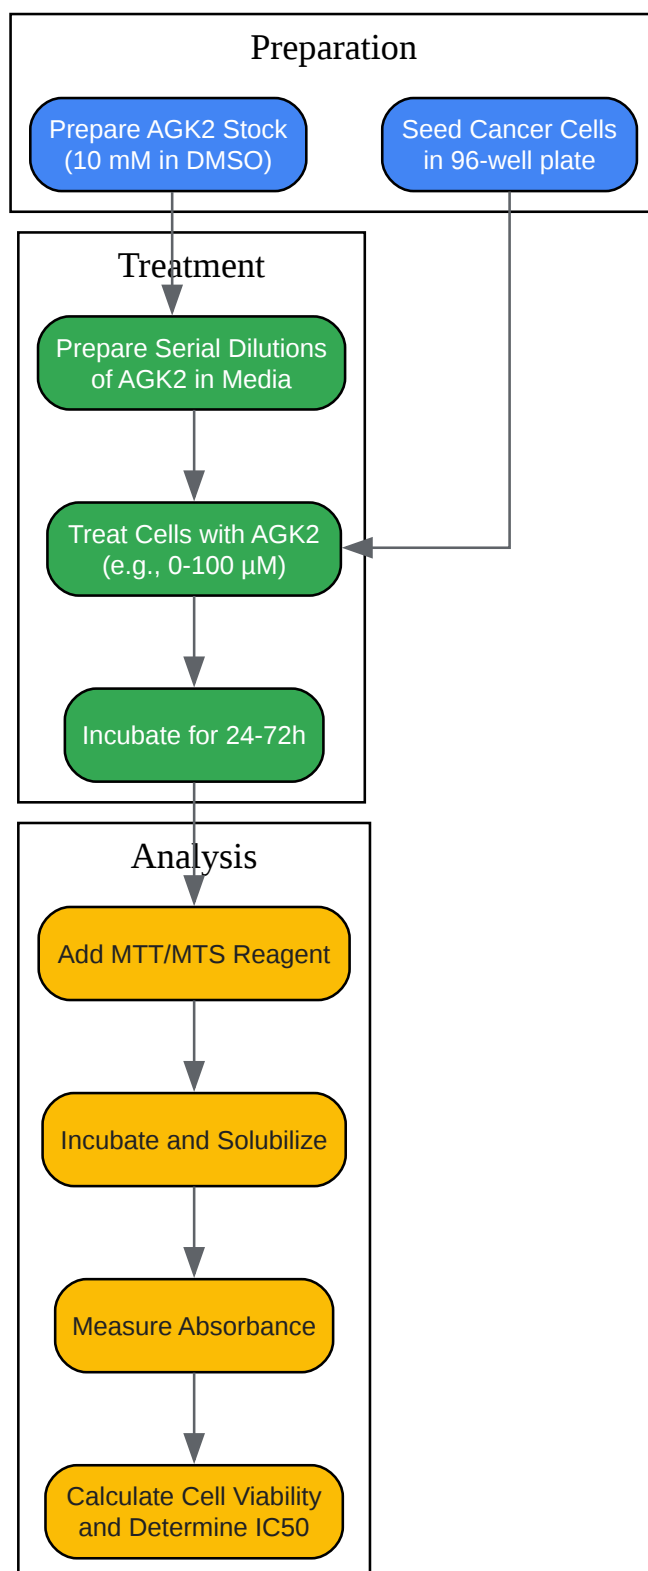 Preparation
Prepare AGK2 Stock
(10 mM in DMSO)
Seed Cancer Cells
in 96-well plate
Treatment
Prepare Serial Dilutions
of AGK2 in Media
Treat Cells with AGK2
(e.g., 0-100 µM)
Incubate for 24-72h
Analysis
Add MTT/MTS Reagent
Incubate and Solubilize
Measure Absorbance
Calculate Cell Viability
and Determine IC50